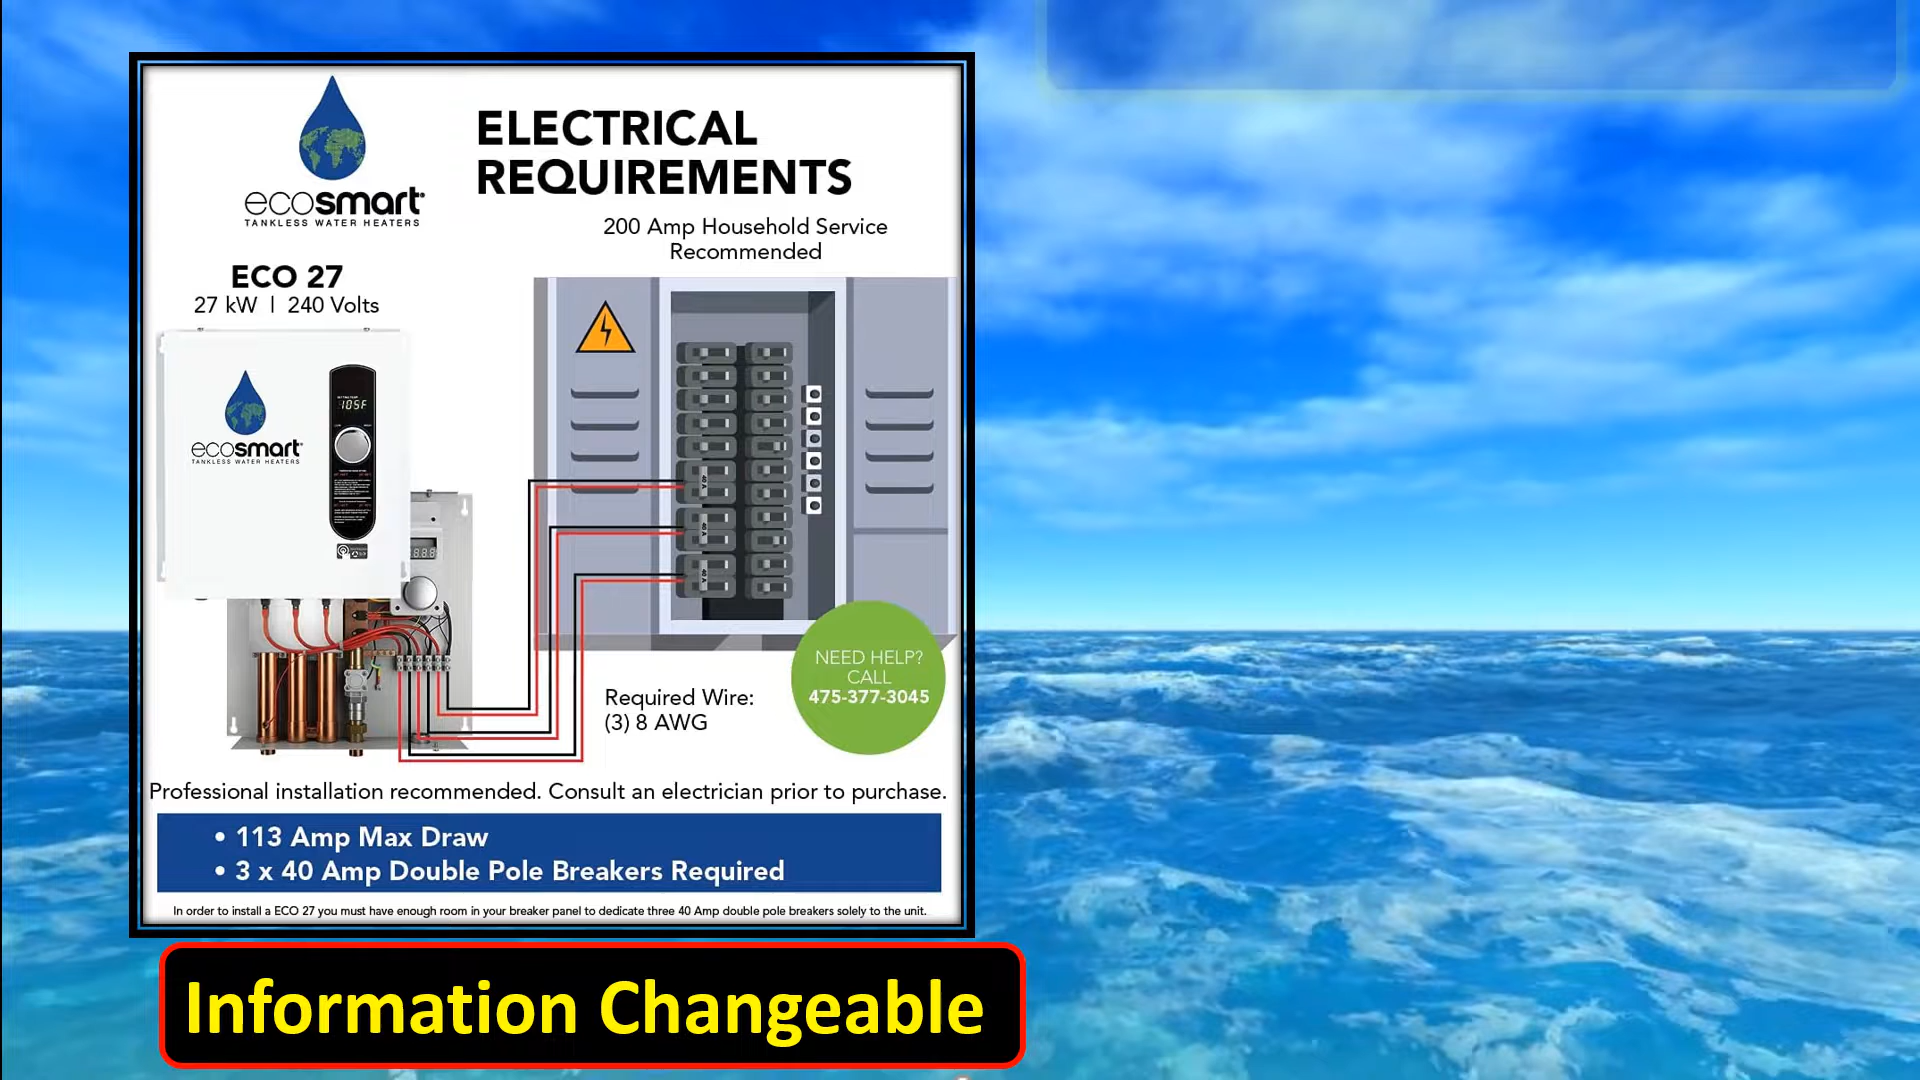 ecosmart
TANKLESS WATER HEATERS
ELECTRICAL
REQUIREMENTS
200 Amp Household Service
Recommended
ECO 27
27 kW | 240 Volts
105F
ecosmart
TANKLESS WATER HEATERS
40 A
40 A
40 A
NEED HELP?
CALL
475-377-3045
Required Wire:
(3) 8 AWG
Professional installation recommended. Consult an electrician prior to purchase.
• 113 Amp Max Draw
• 3 x 40 Amp Double Pole Breakers Required
In order to install a ECO 27 you must have enough room in your breaker panel to dedicate three 40 Amp double pole breakers solely to the unit.
Information Changeable